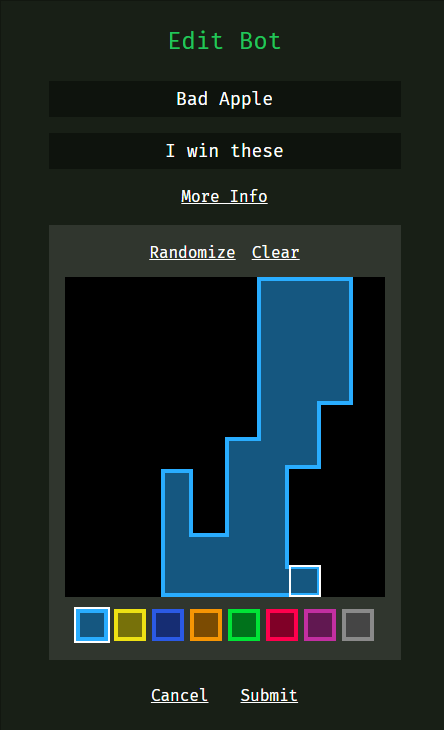 Edit Bot
Bad Apple
I win these
More Info
Randomize Clear
Cancel Submit